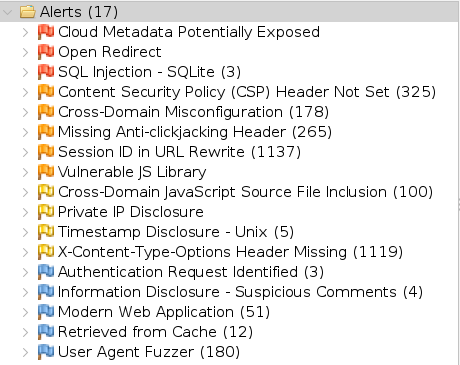 Alerts (17)
Cloud Metadata Potentially Exposed
Open Redirect
SQL Injection - SQLite (3)
Content Security Policy (CSP) Header Not Set (325)
Cross-Domain Misconfiguration (178)
Missing Anti-clickjacking Header (265)
Session ID in URL Rewrite (1137)
Vulnerable JS Library
Cross-Domain JavaScript Source File Inclusion (100)
Private IP Disclosure
Timestamp Disclosure - Unix (5)
X-Content-Type-Options Header Missing (1119)
Authentication Request Identified (3)
Information Disclosure - Suspicious Comments (4)
Modern Web Application (51)
Retrieved from Cache (12)
User Agent Fuzzer (180)